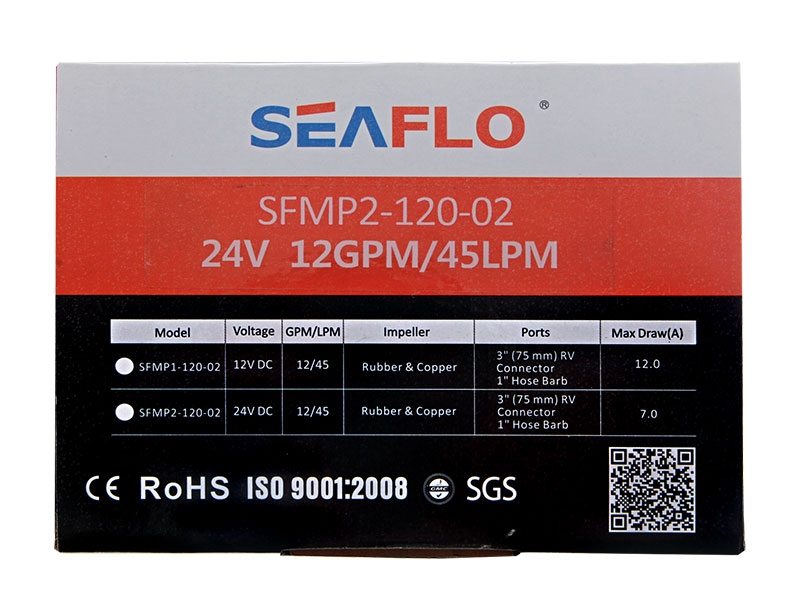 SEAFLO ®
SFMP2-120-02
24V 12GPM/45LPM
Model Voltage GPM/LPM Impeller Ports Max Draw(A)
SFMP1-120-02 12V DC 12/45 Rubber & Copper 3" (75 mm) RV Connector 1" Hose Barb 12.0
SFMP2-120-02 24V DC 12/45 Rubber & Copper 3" (75 mm) RV Connector 1" Hose Barb 7.0
CE RoHS ISO 9001:2008 GMC SGS